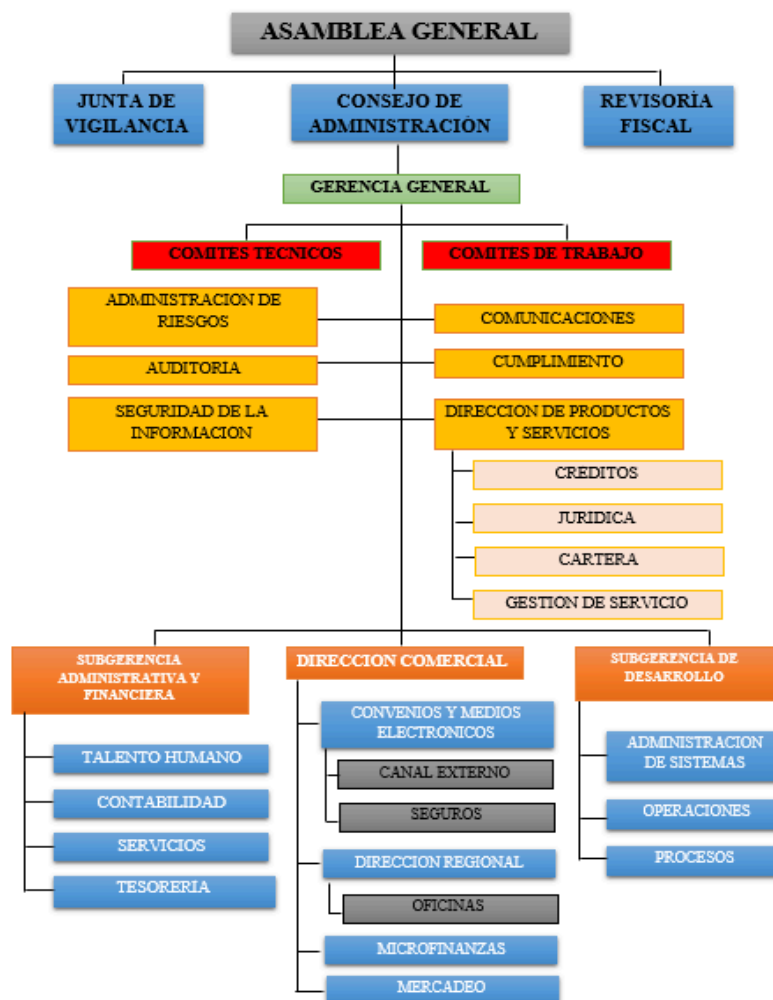 ASAMBLEA GENERAL
JUNTA DE
VIGILANCIA
CONSEJO DE
ADMINISTRACIÓN
REVISORÍA
FISCAL
GERENCIA GENERAL
COMITES TECNICOS
COMITES DE TRABAJO
ADMINISTRACION DE
RIESGOS
COMUNICACIONES
AUDITORIA
CUMPLIMIENTO
SEGURIDAD DE LA
INFORMACION
DIRECCION DE PRODUCTOS
Y SERVICIOS
CREDITOS
JURIDICA
CARTERA
GESTION DE SERVICIO
SUBGERENCIA
ADMINISTRATIVA Y
FINANCIERA
TALENTO HUMANO
CONTABILIDAD
SERVICIOS
TESORERIA
DIRECCION COMERCIAL
CONVENIOS Y MEDIOS
ELECTRONICOS
CANAL EXTERNO
SEGUROS
DIRECCION REGIONAL
OFICINAS
MICROFINANZAS
MERCADEO
SUBGERENCIA DE
DESARROLLO
ADMINISTRACION
DE SISTEMAS
OPERACIONES
PROCESOS